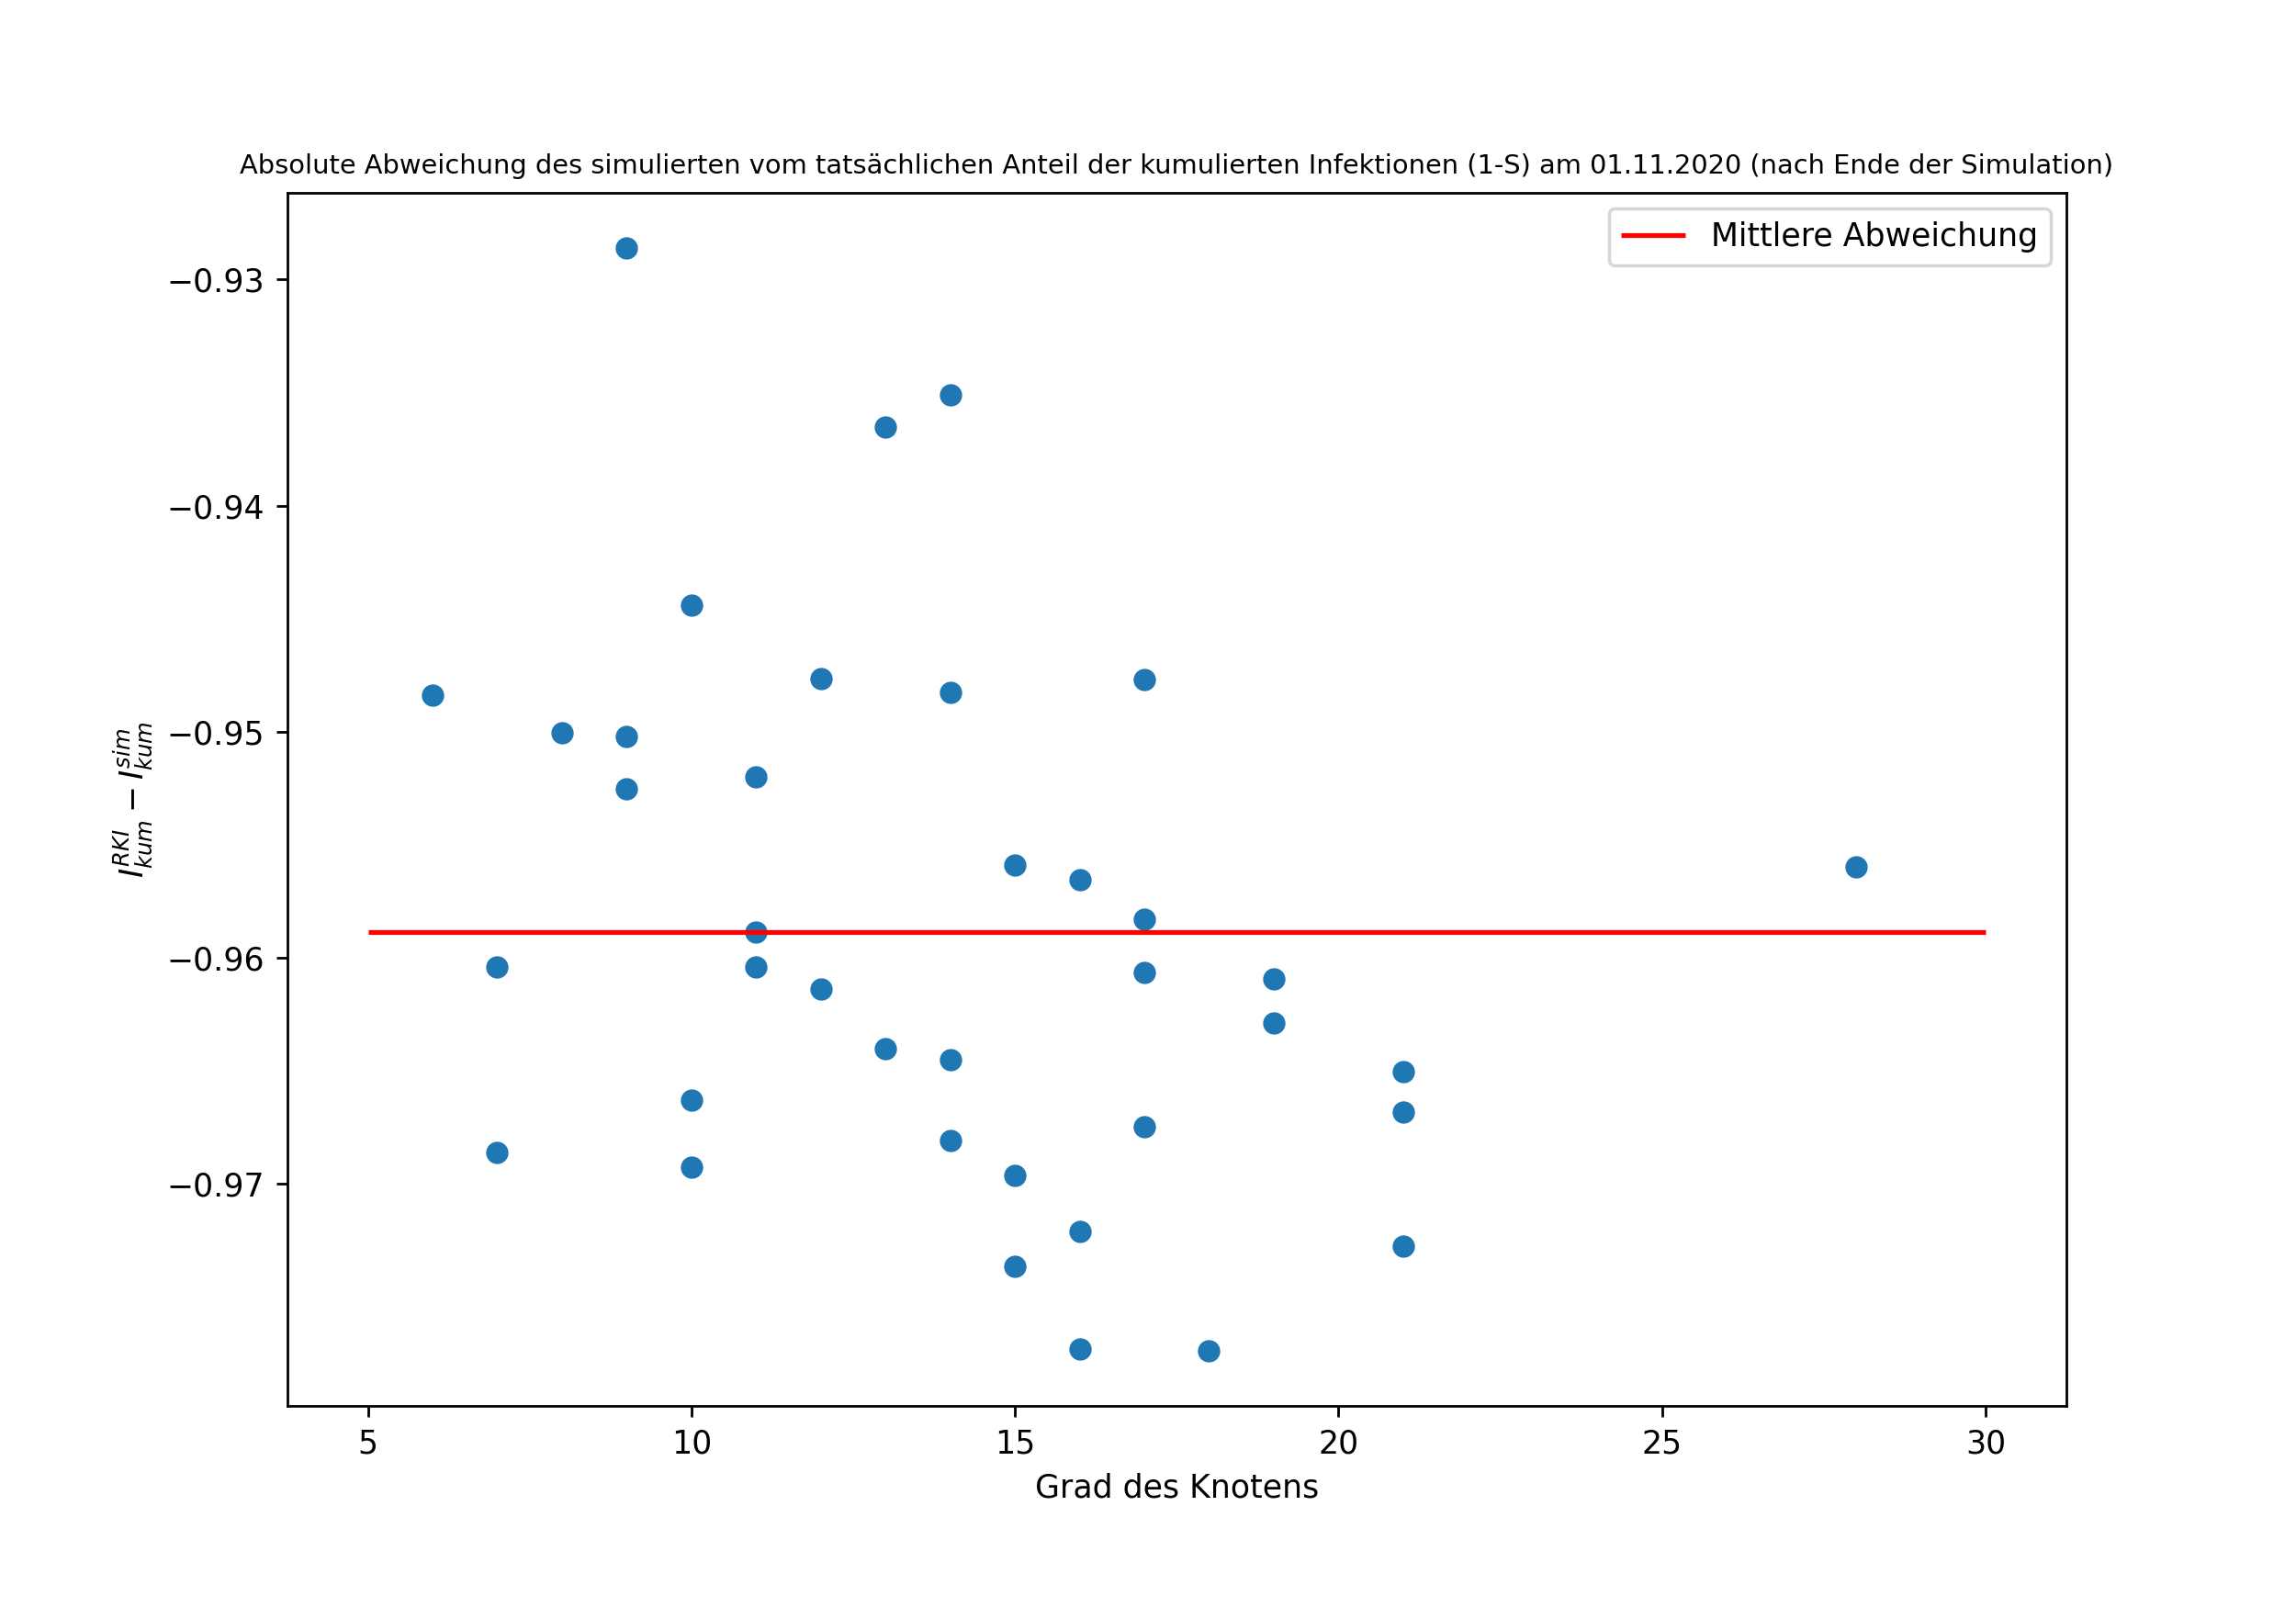 Absolute Abweichung des simulierten vom tatsächlichen Anteil der kumulierten Infektionen (1-S) am 01.11.2020 (nach Ende der Simulation)
Mittlere Abweichung
−0.93
−0.94
−0.95
−0.96
−0.97
I_{kum}^{RKI} − I_{kum}^{sim}
5 10 15 20 25 30
Grad des Knotens